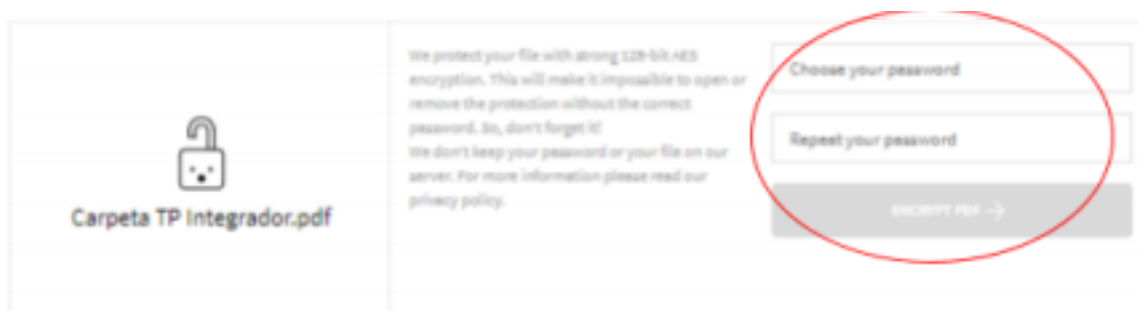 Carpeta TP Integrador.pdf
We protect your file with strong 128-bit AES
encryption. This will make it impossible to open or
remove the protection without the correct
password. So, don't forget it!
We don't keep your password or your file on our
server. For more information please read our
privacy policy.
Choose your password
Repeat your password
ENCRYPT PDF →